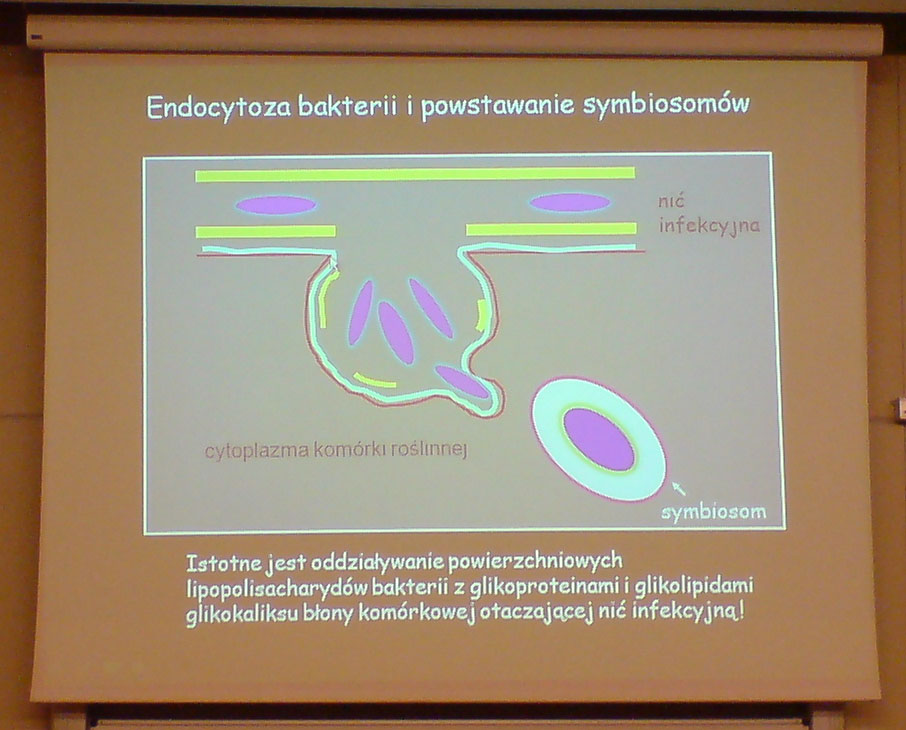 Endocytoza bakterii i powstawanie symbiosomów
nić
infekcyjna
cytoplazma komórki roślinnej
symbiosom
Istotne jest oddziaływanie powierzchniowych
lipopolisacharydów bakterii z glikoproteinami i glikolipidami
glikokaliksu błony komórkowej otaczającej nić infekcyjną!